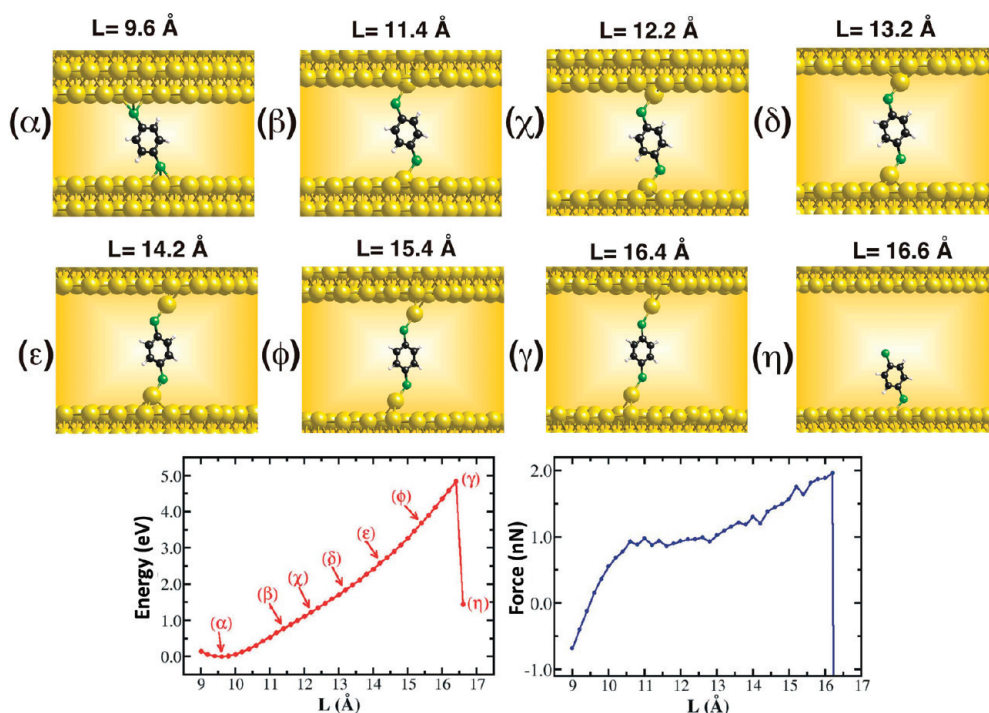 L= 9.6 Å
L= 11.4 Å
L= 12.2 Å
L= 13.2 Å
(α)
(β)
(χ)
(δ)
L= 14.2 Å
L= 15.4 Å
L= 16.4 Å
L= 16.6 Å
(ε)
(ϕ)
(γ)
(η)
Energy (eV)
5.0
4.0
3.0
2.0
1.0
0.0
(α)
(β)
(χ)
(δ)
(ε)
(ϕ)
(γ)
(η)
9 10 11 12 13 14 15 16 17
L (Å)
Force (nN)
2.0
1.0
0.0
-1.0
9 10 11 12 13 14 15 16 17
L (Å)